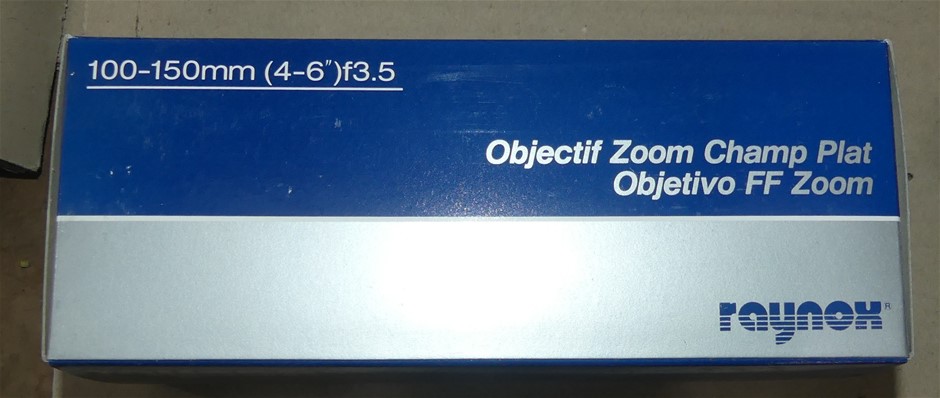 100-150mm (4-6")f3.5
Objectif Zoom Champ Plat
Objetivo FF Zoom
raynox®